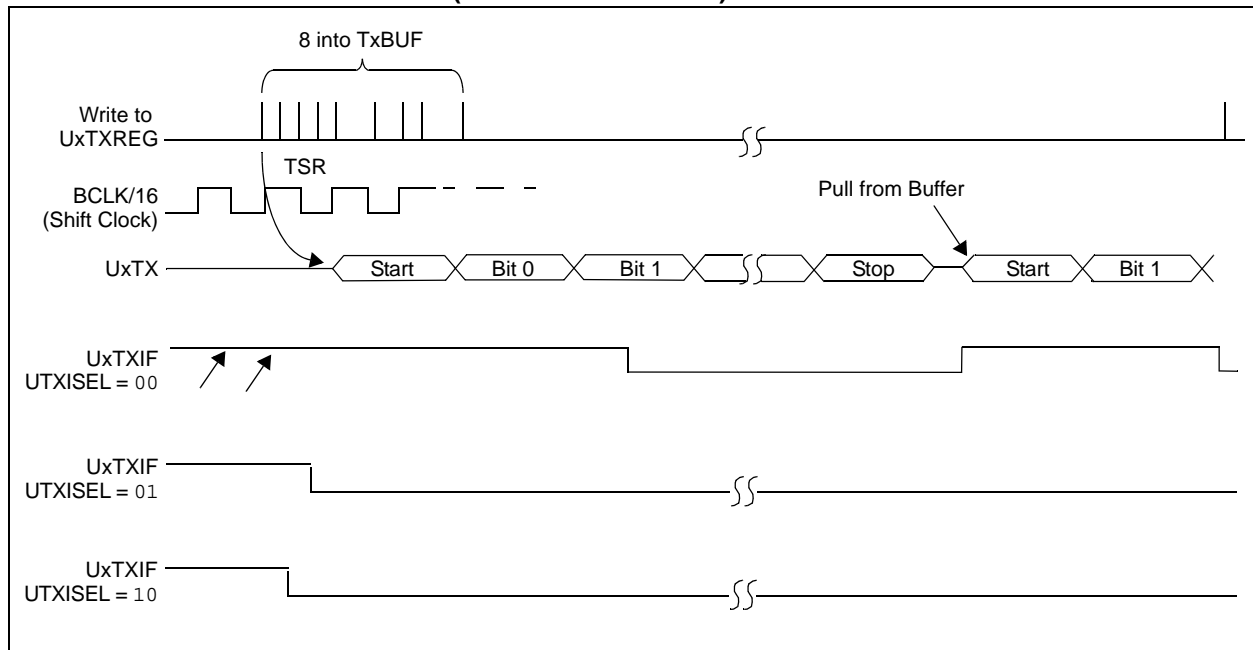 8 into TxBUF
Write to
UxTXREG
TSR
BCLK/16
(Shift Clock)
Pull from Buffer
UxTX
Start
Bit 0
Bit 1
Stop
Start
Bit 1
UxTXIF
UTXISEL = 00
UxTXIF
UTXISEL = 01
UxTXIF
UTXISEL = 10